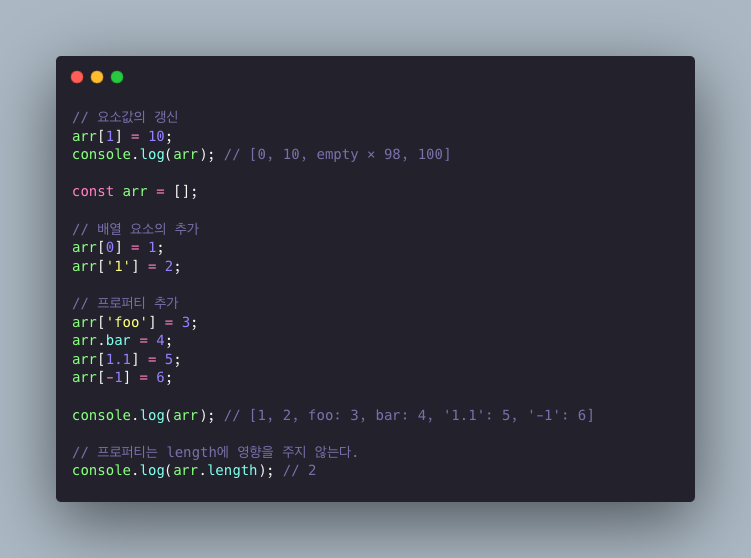 // 요소값의 갱신
arr[1] = 10;
console.log(arr); // [0, 10, empty × 98, 100]
const arr = [];
// 배열 요소의 추가
arr[0] = 1;
arr['1'] = 2;
// 프로퍼티 추가
arr['foo'] = 3;
arr.bar = 4;
arr[1.1] = 5;
arr[-1] = 6;
console.log(arr); // [1, 2, foo: 3, bar: 4, '1.1': 5, '-1': 6]
// 프로퍼티는 length에 영향을 주지 않는다.
console.log(arr.length); // 2